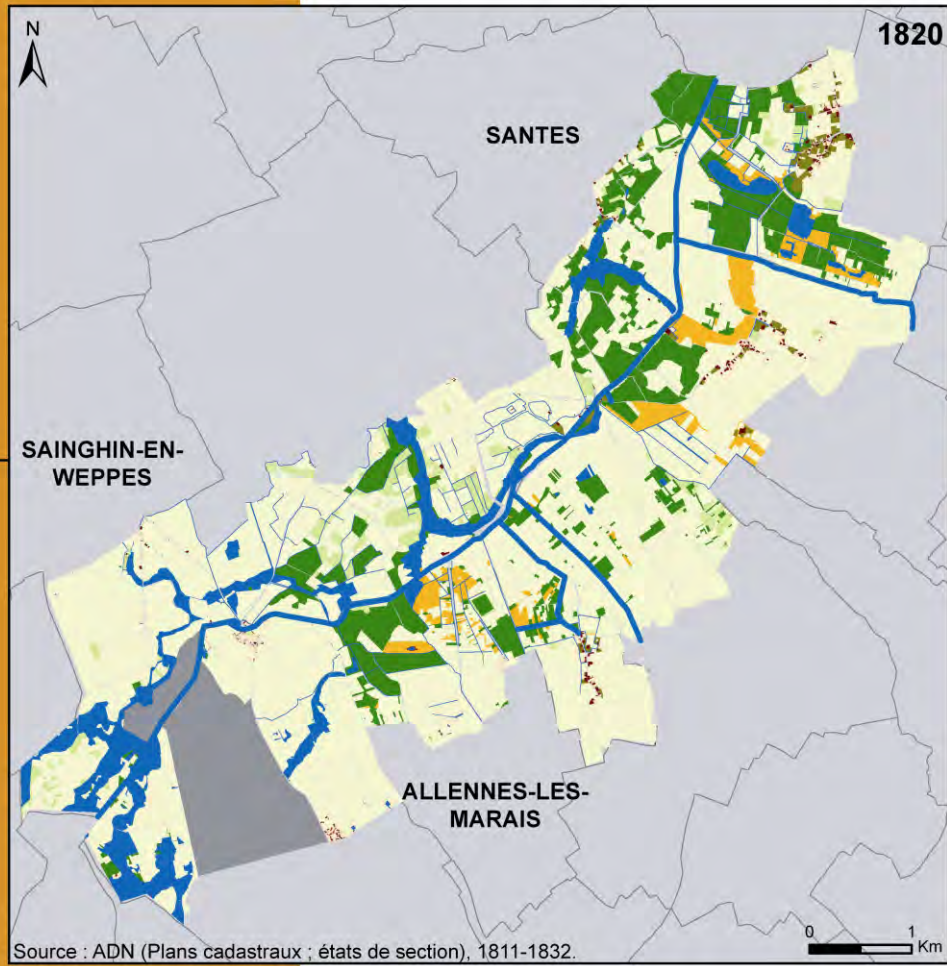 N
1820
SANTES
SAINGHIN-EN-
WEPPES
ALLENNES-LES-
MARAIS
Source : ADN (Plans cadastraux ; états de section), 1811-1832.
0 1
Km